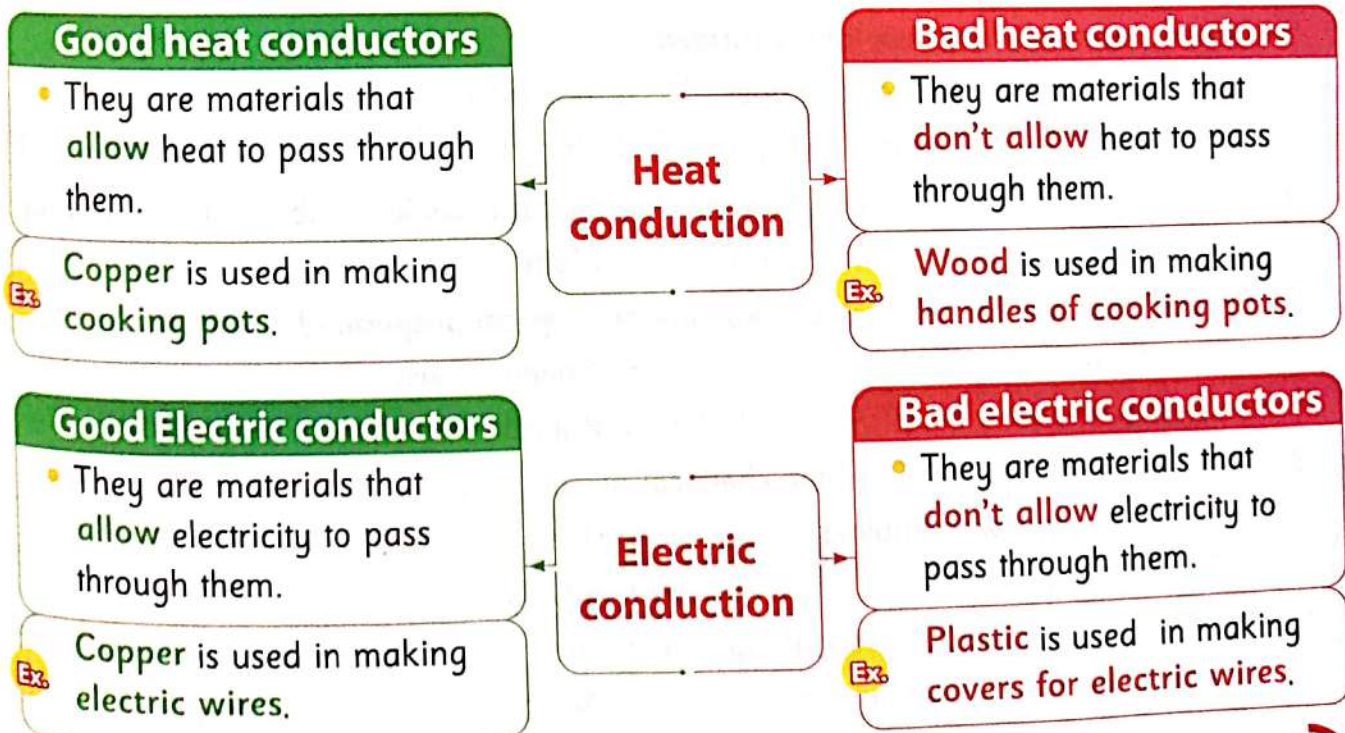 Good heat conductors
• They are materials that
allow heat to pass through
them.
Ex.
Copper is used in making
cooking pots.
Heat
conduction
Bad heat conductors
• They are materials that
don't allow heat to pass
through them.
Ex.
Wood is used in making
handles of cooking pots.
Good Electric conductors
• They are materials that
allow electricity to pass
through them.
Ex.
Copper is used in making
electric wires.
Electric
conduction
Bad electric conductors
• They are materials that
don't allow electricity to
pass through them.
Ex.
Plastic is used in making
covers for electric wires.